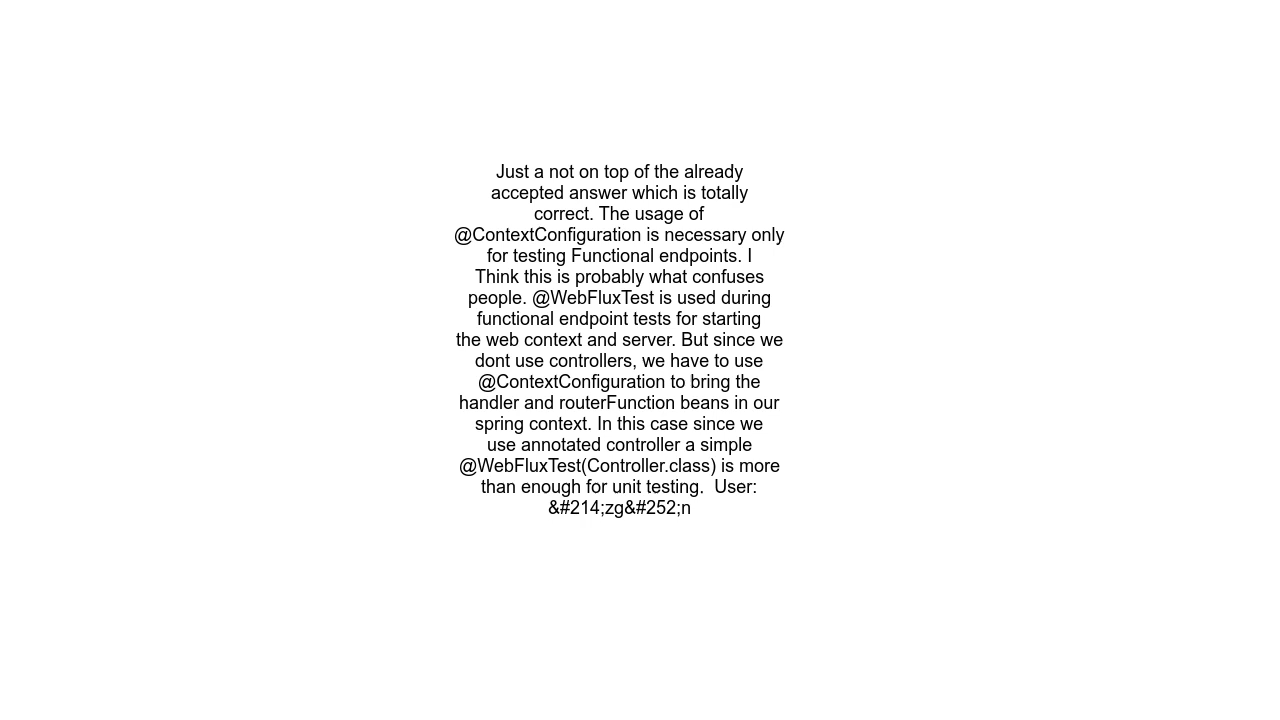 Just a not on top of the already
accepted answer which is totally
correct. The usage of
@ContextConfiguration is necessary only
for testing Functional endpoints. I
Think this is probably what confuses
people. @WebFluxTest is used during
functional endpoint tests for starting
the web context and server. But since we
dont use controllers, we have to use
@ContextConfiguration to bring the
handler and routerFunction beans in our
spring context. In this case since we
use annotated controller a simple
@WebFluxTest(Controller.class) is more
than enough for unit testing.  User:
&#214;zg&#252;n